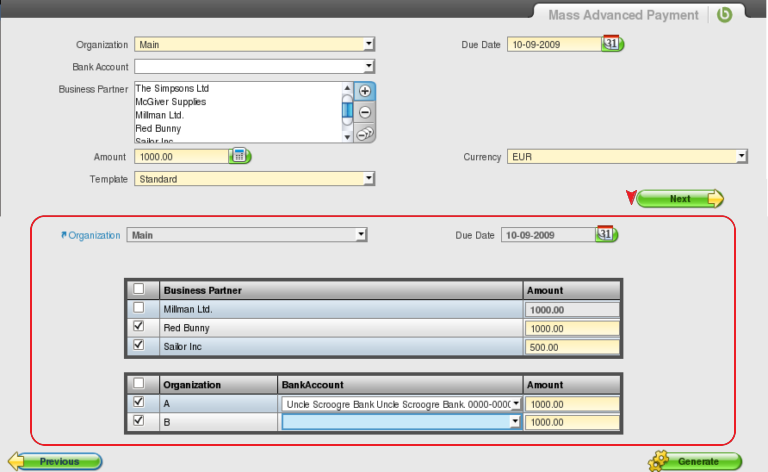 Mass Advanced Payment
Organization Main Due Date 10-09-2009 31
Bank Account
Business Partner The Simpsons Ltd
McGiver Supplies
Millman Ltd.
Red Bunny
Sailor Inc
Amount 1000.00 Currency EUR
Template Standard
Next
Organization Main Due Date 10-09-2009 31
Business Partner Amount
Millman Ltd. 1000.00
Red Bunny 1000.00
Sailor Inc 500.00
Organization BankAccount Amount
A Uncle Scroogre Bank Uncle Scroogre Bank. 0000-000( 1000.00
B 1000.00
Previous Generate